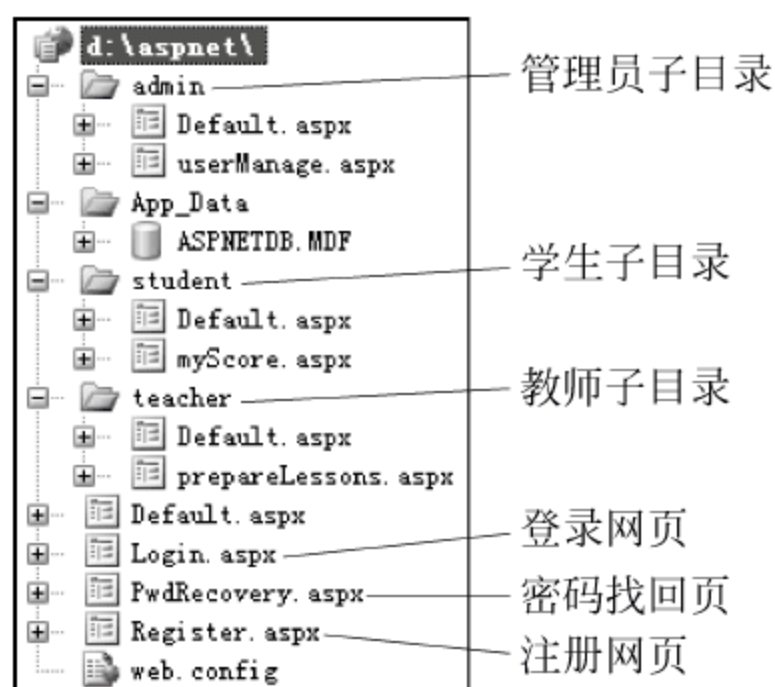 d:\aspnet\
admin 管理员子目录
Default.aspx
userManage.aspx
App_Data
ASPNETDB.MDF
student 学生子目录
Default.aspx
myScore.aspx
teacher 教师子目录
Default.aspx
prepareLessons.aspx
Default.aspx
Login.aspx 登录网页
PwdRecovery.aspx 密码找回页
Register.aspx 注册网页
web.config